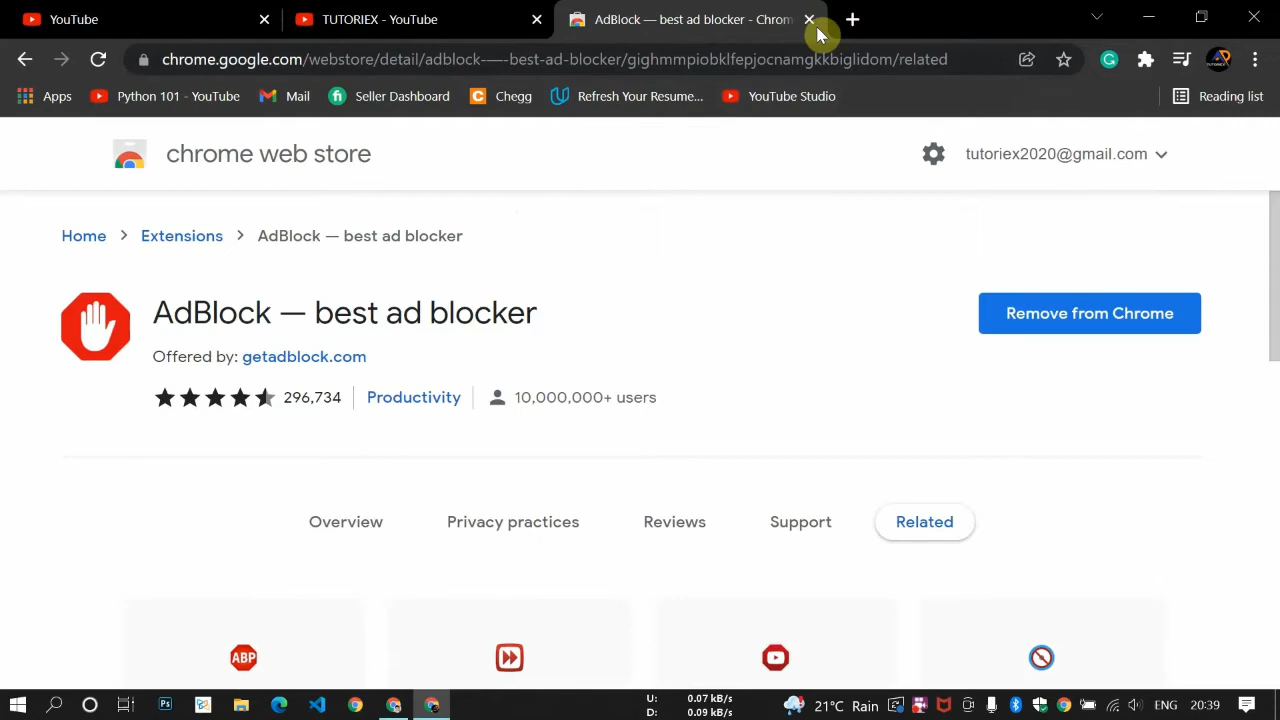 YouTube
TUTORIEX - YouTube
AdBlock — best ad blocker - Chrom
chrome.google.com/webstore/detail/adblock-—-best-ad-blocker/gighmmpiobklfepjocnamgkkbiglidom/related
Apps
Python 101 - YouTube
Mail
Seller Dashboard
Chegg
Refresh Your Resume...
YouTube Studio
Reading list
chrome web store
tutoriex2020@gmail.com
Home > Extensions > AdBlock — best ad blocker
AdBlock — best ad blocker
Remove from Chrome
Offered by: getadblock.com
296,734
Productivity
10,000,000+ users
Overview
Privacy practices
Reviews
Support
Related
ABP
Ps
U: 0.07 kB/s
D: 0.09 kB/s
21°C Rain
ENG
20:39